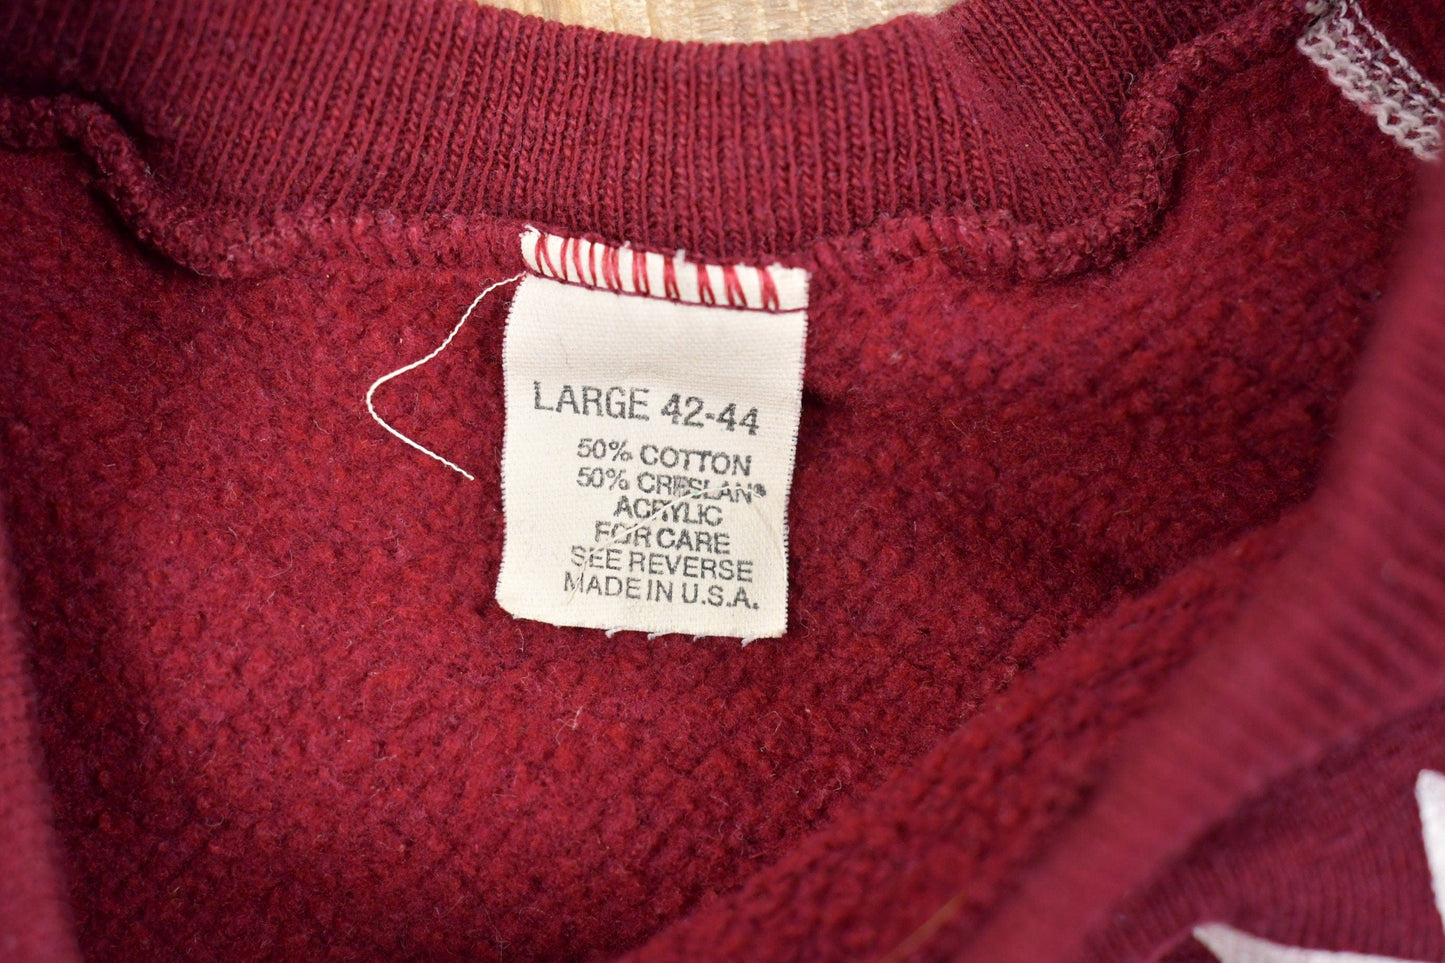 LARGE 42-44
50% COTTON
50% CRESLAN®
ACRYLIC
FOR CARE
SEE REVERSE
MADE IN U.S.A.